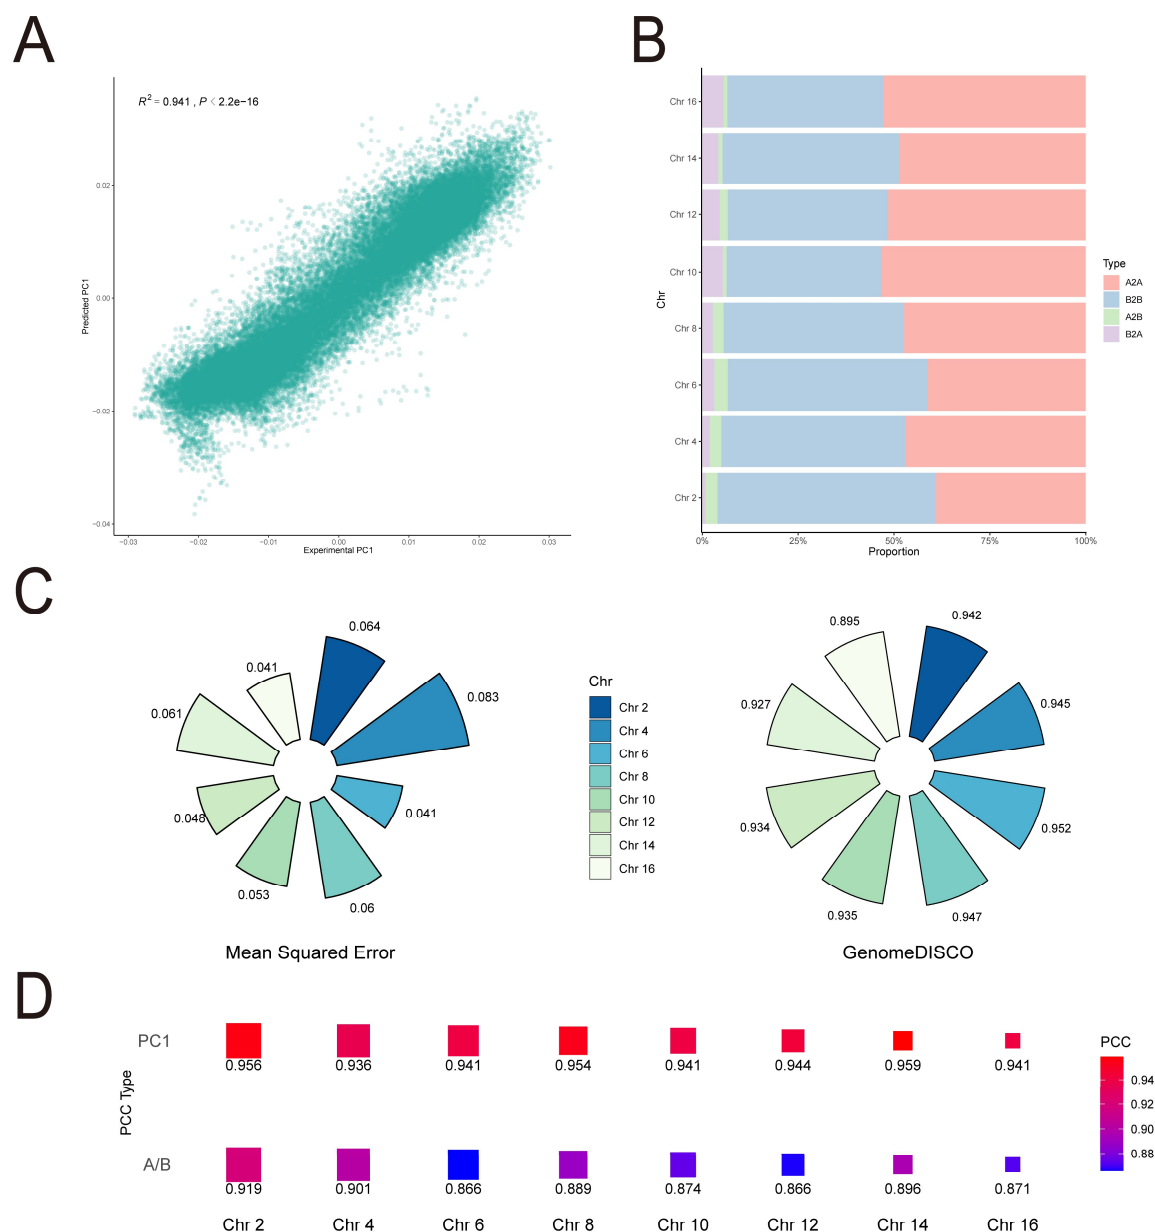 A
B
R² = 0.941 , P < 2.2e−16
Predicted PC1
0.02
0.00
−0.02
−0.04
−0.03
−0.02
−0.01
0.00
0.01
0.02
0.03
Experimental PC1
Chr
Chr 16
Chr 14
Chr 12
Chr 10
Chr 8
Chr 6
Chr 4
Chr 2
0%
25%
50%
75%
100%
Proportion
Type
A2A
B2B
A2B
B2A
C
0.064
0.083
0.041
0.06
0.053
0.048
0.061
0.041
Mean Squared Error
Chr
Chr 2
Chr 4
Chr 6
Chr 8
Chr 10
Chr 12
Chr 14
Chr 16
0.942
0.945
0.952
0.947
0.935
0.934
0.927
0.895
GenomeDISCO
D
PCC Type
PC1
0.956
0.936
0.941
0.954
0.941
0.944
0.959
0.941
A/B
0.919
0.901
0.866
0.889
0.874
0.866
0.896
0.871
Chr 2
Chr 4
Chr 6
Chr 8
Chr 10
Chr 12
Chr 14
Chr 16
PCC
0.94
0.92
0.90
0.88